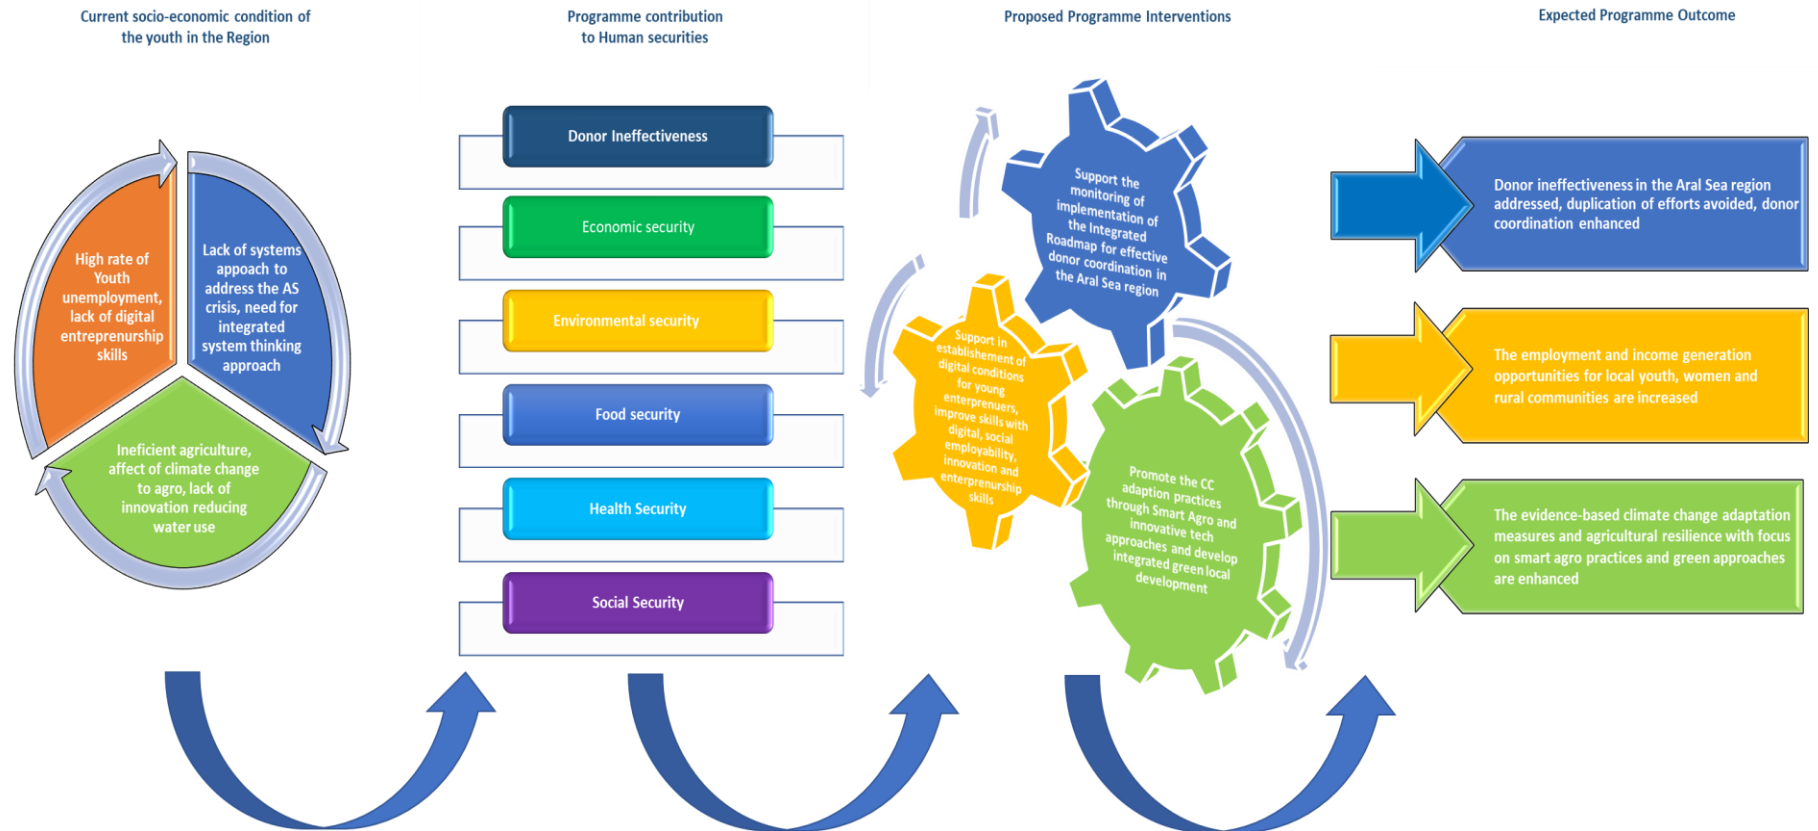 Current socio-economic condition of
the youth in the Region
Programme contribution
to Human securities
Proposed Programme Interventions
Expected Programme Outcome
High rate of
Youth
unemployment,
lack of digital
entreprenurship
skills
Lack of systems
appoach to
address the AS
crisis, need for
integrated
system thinking
approach
Ineficient agriculture,
affect of climate change
to agro, lack of
innovation reducing
water use
Donor Ineffectiveness
Economic security
Environmental security
Food security
Health Security
Social Security
Support the
monitoring of
implementation of
the Integrated
Roadmap for effective
donor coordination in
the Aral Sea region
Support in
establisement of
digital conditions
for young
enterprenuers,
improve skills with
digital, social
employability,
innovation and
enterprenurship
skills
Promote the CC
adaption practices
through Smart Agro and
innovative tech
approaches and develop
integrated green local
development
Donor ineffectiveness in the Aral Sea region
addressed, duplication of efforts avoided, donor
coordination enhanced
The employment and income generation
opportunities for local youth, women and
rural communities are increased
The evidence-based climate change adaptation
measures and agricultural resilience with focus
on smart agro practices and green approaches
are enhanced